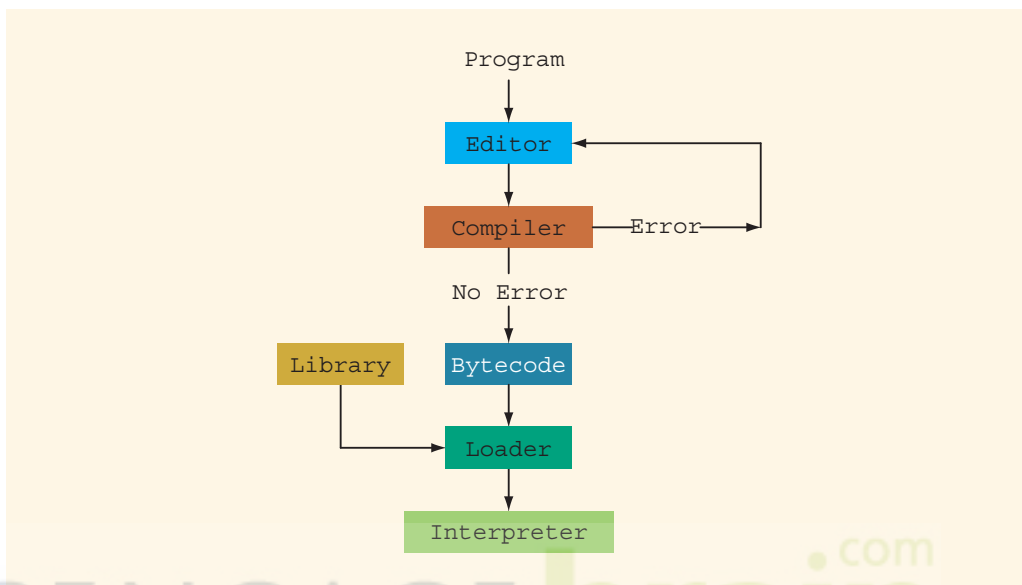 Program
Editor
Compiler
Error
No Error
Library
Bytecode
Loader
Interpreter
.com